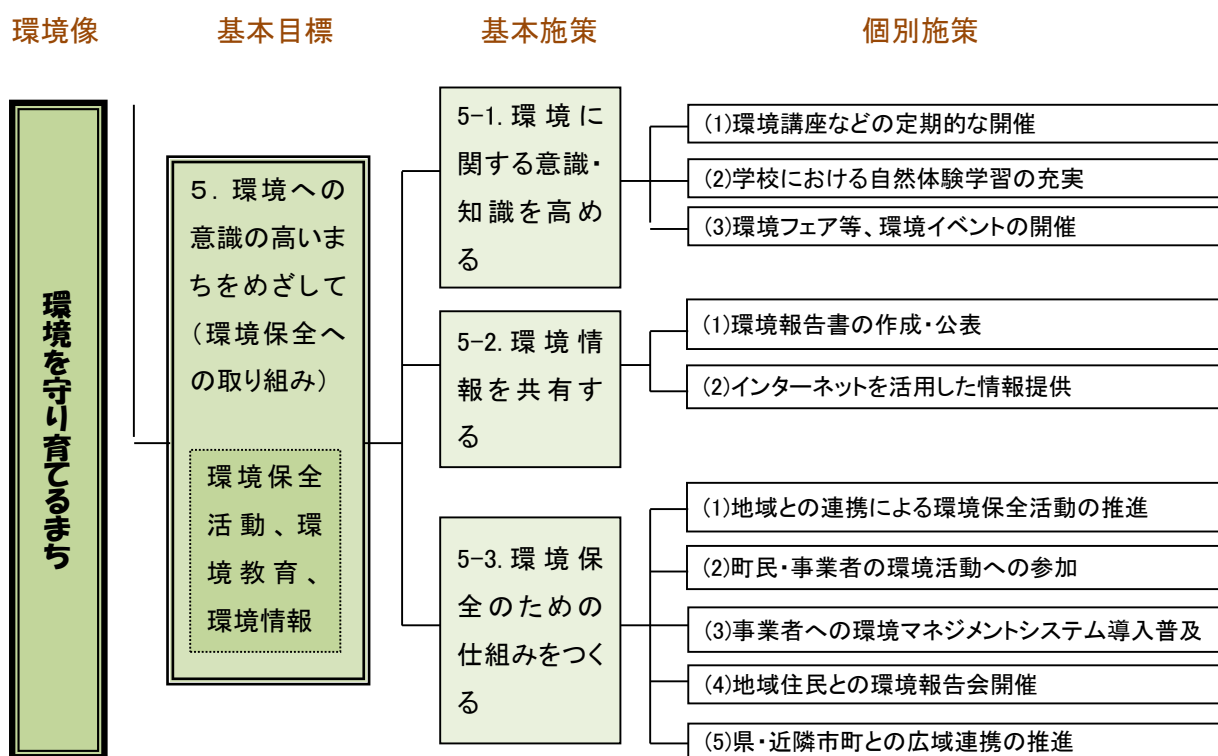 環境像
基本目標
基本施策
個別施策
環境を守り育てるまち
5. 環境への
意識の高いま
ちをめざして
(環境保全へ
の取り組み)
環境保全
活動、環
境教育、
環境情報
5-1.環境に
関する意識・
知識を高め
る
(1)環境講座などの定期的な開催
(2)学校における自然体験学習の充実
(3)環境フェア等、環境イベントの開催
5-2.環境情
報を共有す
る
(1)環境報告書の作成・公表
(2)インターネットを活用した情報提供
5-3.環境保
全のための
仕組みをつく
る
(1)地域との連携による環境保全活動の推進
(2)町民・事業者の環境活動への参加
(3)事業者への環境マネジメントシステム導入普及
(4)地域住民との環境報告会開催
(5)県・近隣市町との広域連携の推進